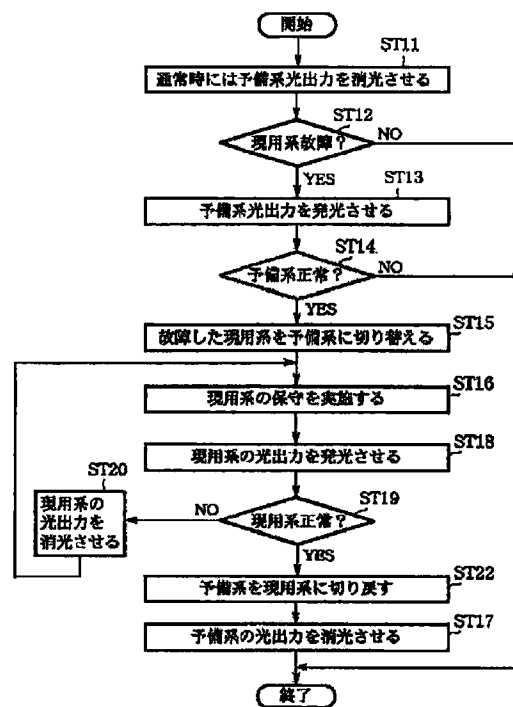 開始
ST11
通常時には予備系光出力を消光させる
ST12
現用系故障?
NO
YES
ST13
予備系光出力を発光させる
ST14
予備系正常?
NO
YES
ST15
故障した現用系を予備系に切り替える
ST16
現用系の保守を実施する
ST18
現用系の光出力を発光させる
ST19
現用系正常?
NO
ST20
現用系の
光出力を
消光させる
YES
ST22
予備系を現用系に切り戻す
ST17
予備系の光出力を消光させる
終了